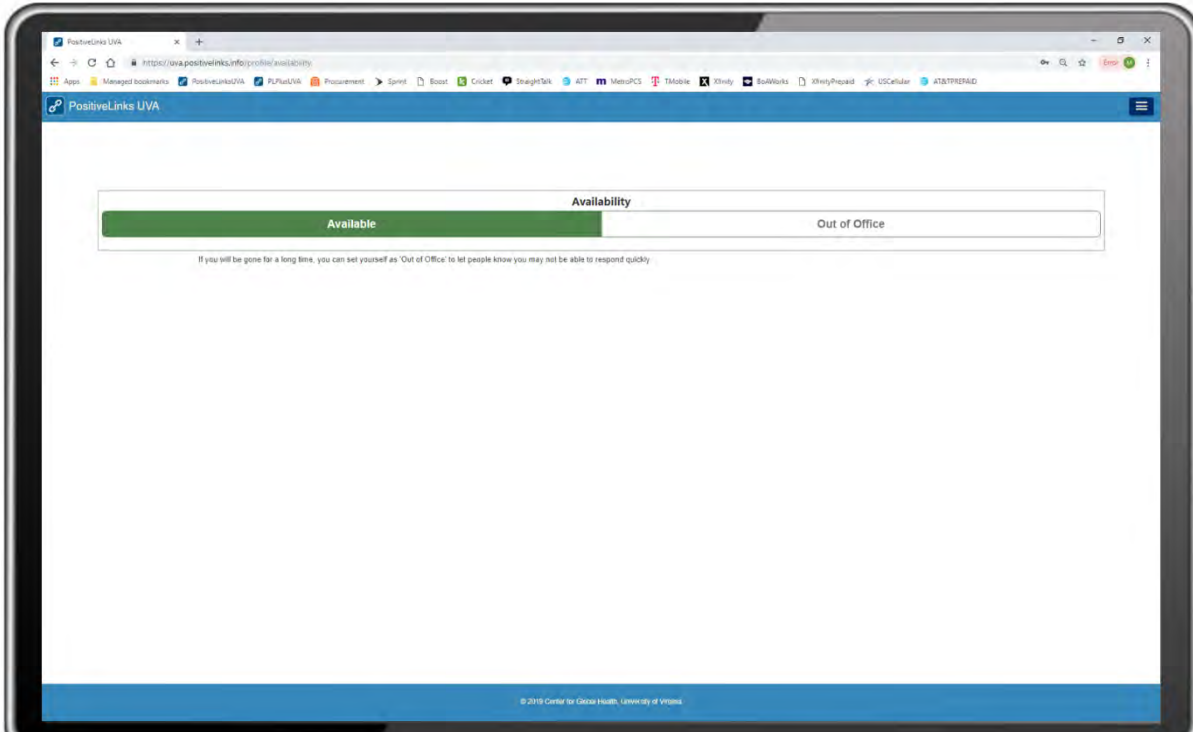 PositiveLinks UVA
https://uva.positivelinks.info/profile/availability
Apps Managed bookmarks PositiveLinksUVA PLPlusUVA Procurement Sprint Boost Cricket StraightTalk ATT MetroPCS TMobile Xfinity BoAWorks XfinityPrepaid USCellular AT&TPREPAID
Error M
PositiveLinks UVA
Availability
Available Out of Office
If you will be gone for a long time, you can set yourself as 'Out of Office' to let people know you may not be able to respond quickly
© 2019 Center for Global Health, University of Virginia